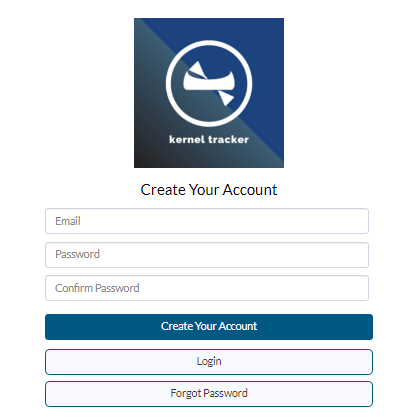 kernel tracker
Create Your Account
Email
Password
Confirm Password
Create Your Account
Login
Forgot Password